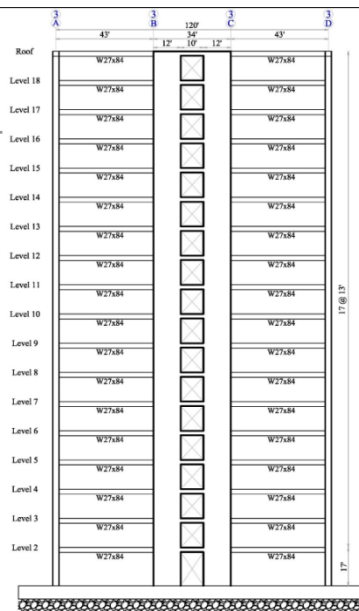 3 3 3 3
A B C D
120'
43' 34' 43'
12' 10' 12'
Roof
W27x84 W27x84
Level 18
W27x84 W27x84
Level 17
W27x84 W27x84
Level 16
W27x84 W27x84
Level 15
W27x84 W27x84
Level 14
W27x84 W27x84
Level 13
W27x84 W27x84
Level 12
W27x84 W27x84
Level 11
W27x84 W27x84
Level 10
W27x84 W27x84
17 @ 13'
Level 9
W27x84 W27x84
Level 8
W27x84 W27x84
Level 7
W27x84 W27x84
Level 6
W27x84 W27x84
Level 5
W27x84 W27x84
Level 4
W27x84 W27x84
Level 3
W27x84 W27x84
Level 2
W27x84 W27x84
17'